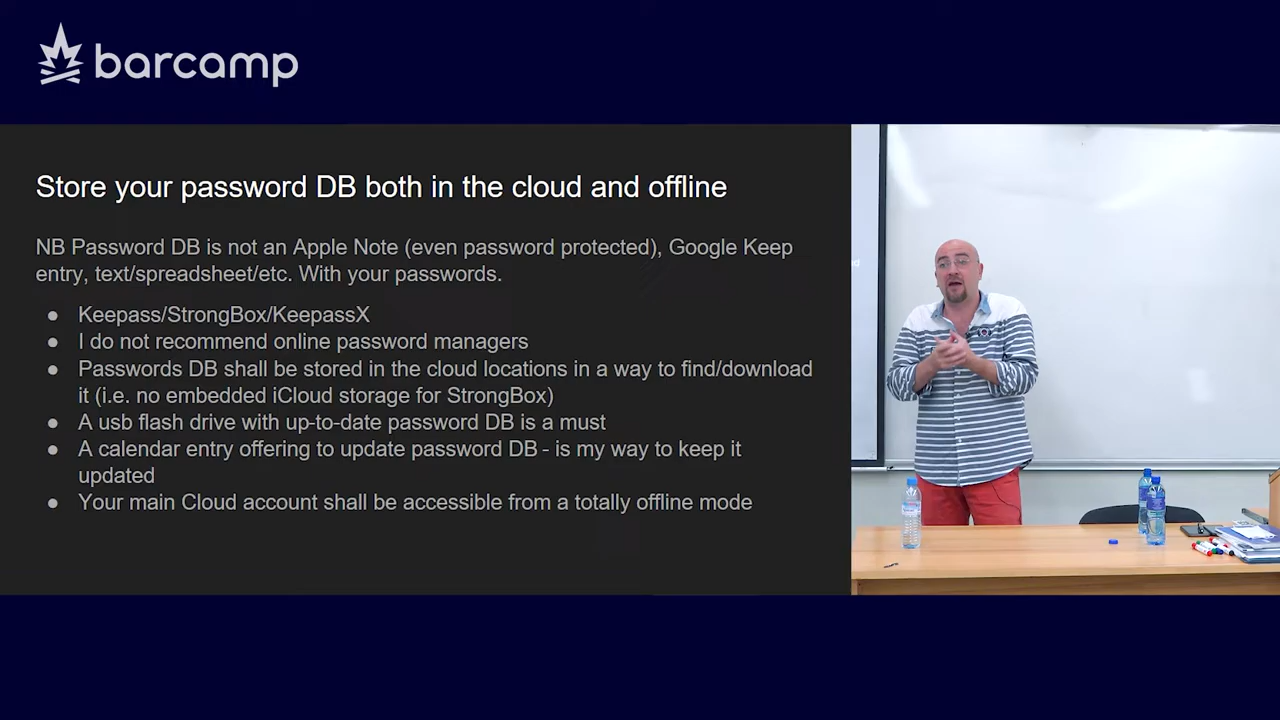 barcamp
Store your password DB both in the cloud and offline
NB Password DB is not an Apple Note (even password protected), Google Keep
entry, text/spreadsheet/etc. With your passwords.
● Keepass/StrongBox/KeepassX
● I do not recommend online password managers
● Passwords DB shall be stored in the cloud locations in a way to find/download
it (i.e. no embedded iCloud storage for StrongBox)
● A usb flash drive with up-to-date password DB is a must
● A calendar entry offering to update password DB - is my way to keep it
updated
● Your main Cloud account shall be accessible from a totally offline mode